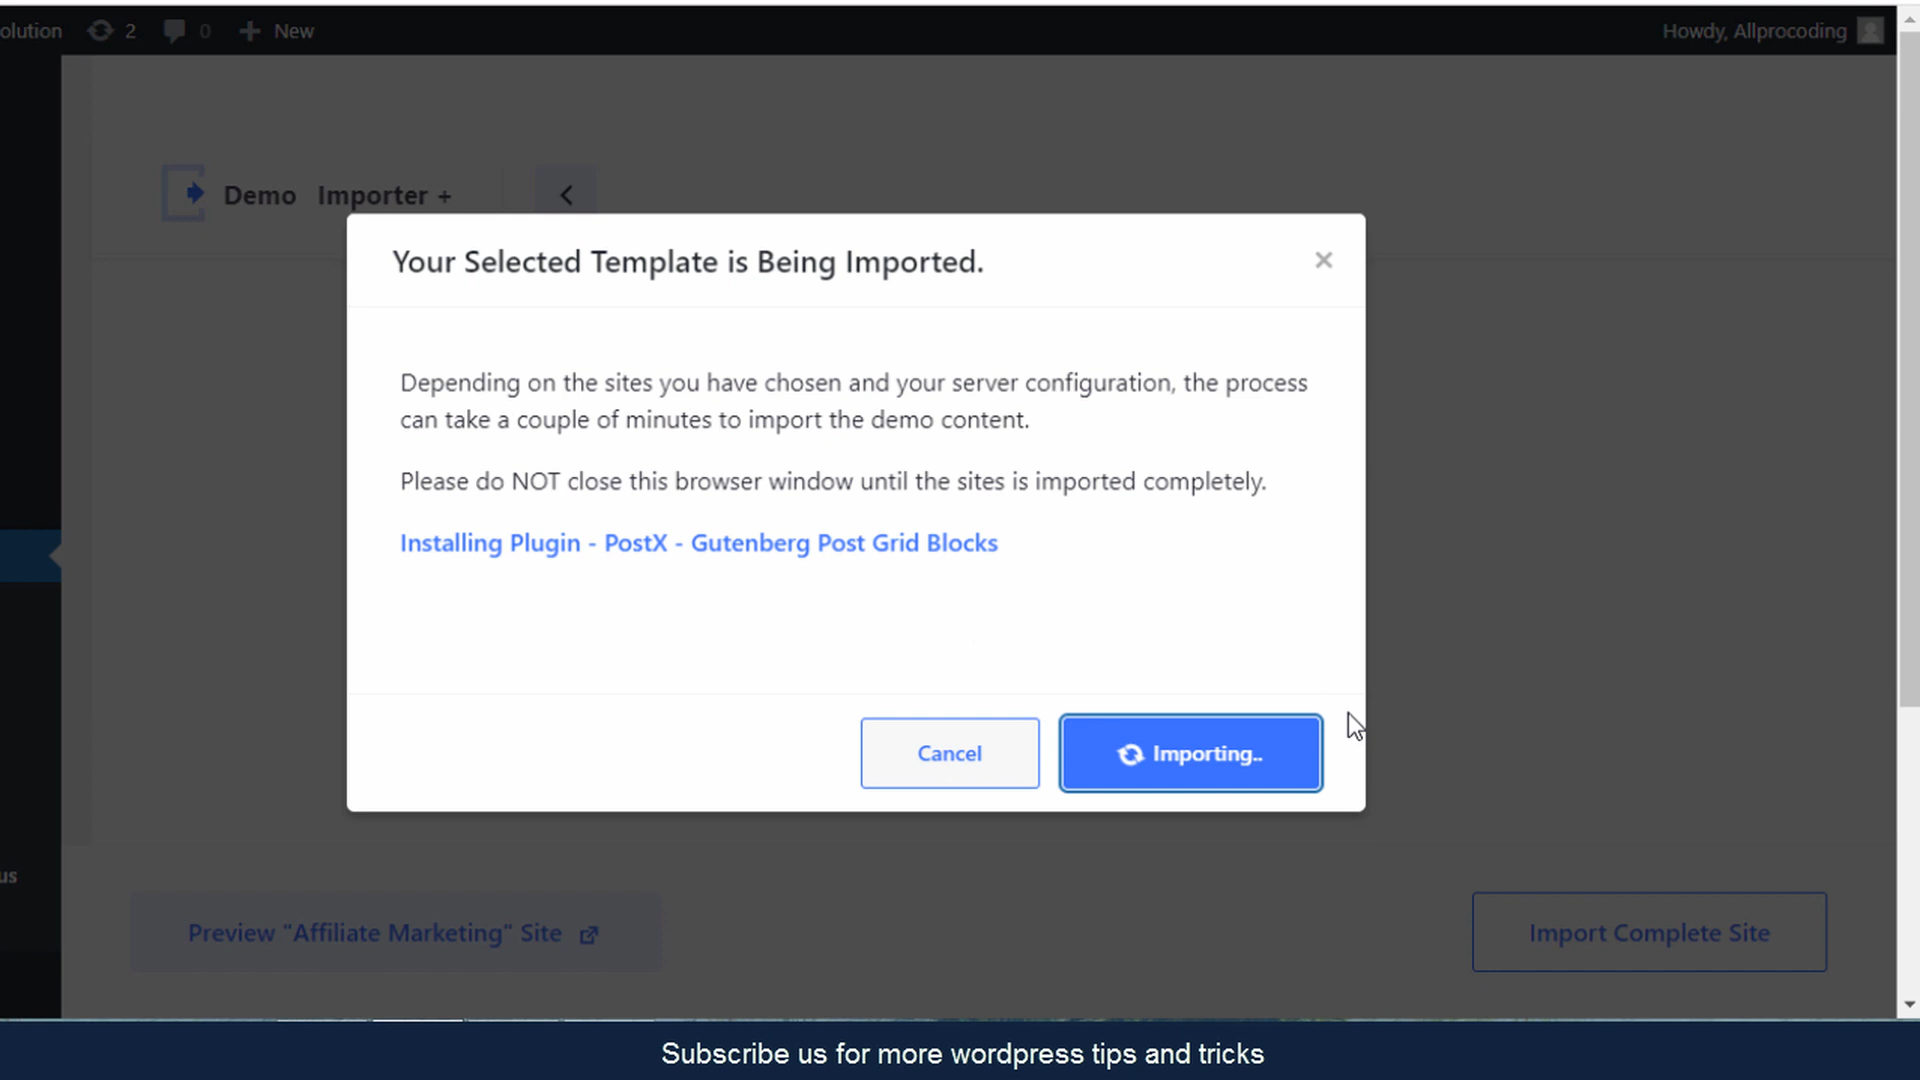 olution 2 0 New Howdy, Allprocoding
Demo Importer +
Your Selected Template is Being Imported.
Depending on the sites you have chosen and your server configuration, the process
can take a couple of minutes to import the demo content.
Please do NOT close this browser window until the sites is imported completely.
Installing Plugin - PostX - Gutenberg Post Grid Blocks
Cancel Importing..
us
Preview "Affiliate Marketing" Site Import Complete Site
Subscribe us for more wordpress tips and tricks